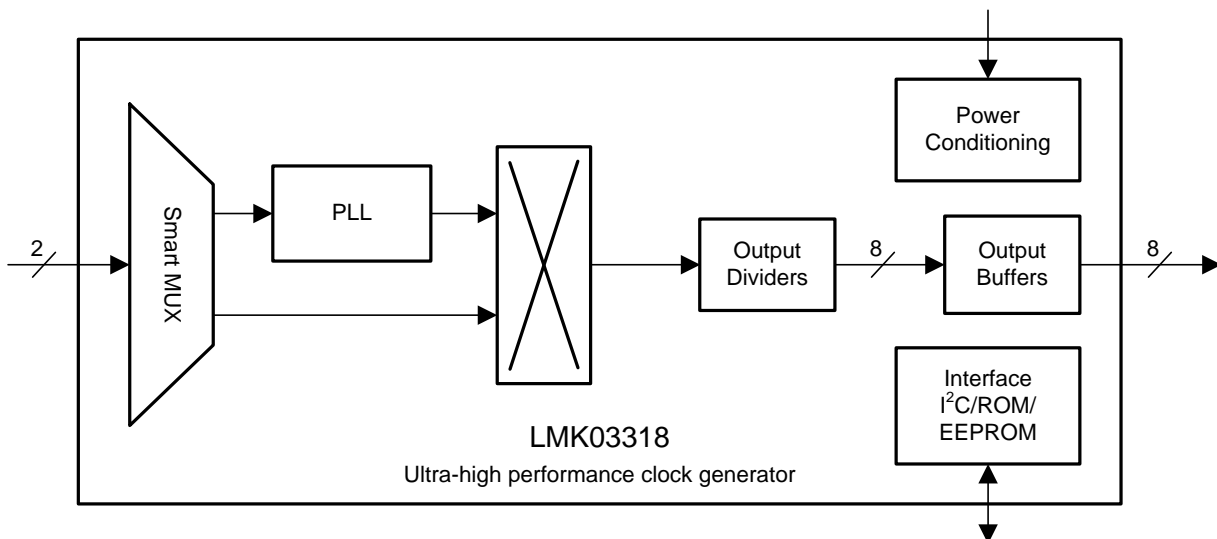 Power
Conditioning
Smart MUX
PLL
2
Output
Dividers
8
Output
Buffers
8
Interface
I²C/ROM/
EEPROM
LMK03318
Ultra-high performance clock generator